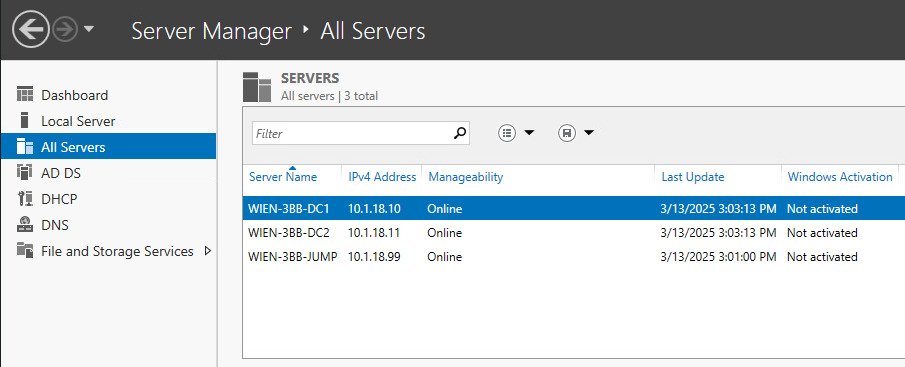 Server Manager ‣ All Servers
Dashboard
Local Server
All Servers
AD DS
DHCP
DNS
File and Storage Services
SERVERS
All servers | 3 total
Filter
Server Name IPv4 Address Manageability Last Update Windows Activation
WIEN-3BB-DC1 10.1.18.10 Online 3/13/2025 3:03:13 PM Not activated
WIEN-3BB-DC2 10.1.18.11 Online 3/13/2025 3:03:13 PM Not activated
WIEN-3BB-JUMP 10.1.18.99 Online 3/13/2025 3:01:00 PM Not activated